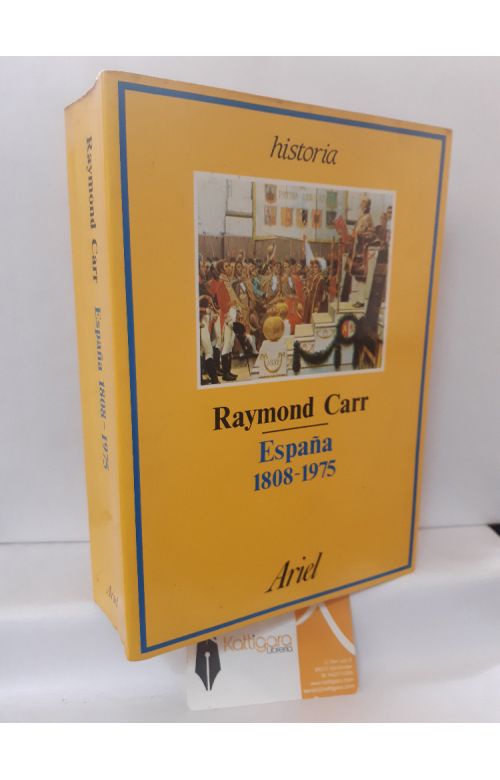 historia
Raymond Carr
España
1808-1975
Ariel
Raymond Carr España 1808-1975
Ariel
Kattigara
Librería